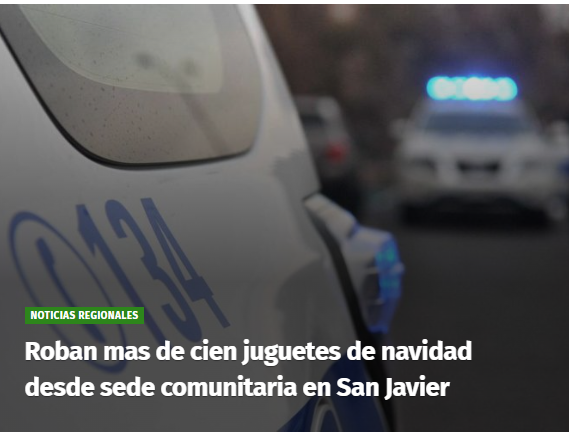 134
NOTICIAS REGIONALES
Roban mas de cien juguetes de navidad
desde sede comunitaria en San Javier